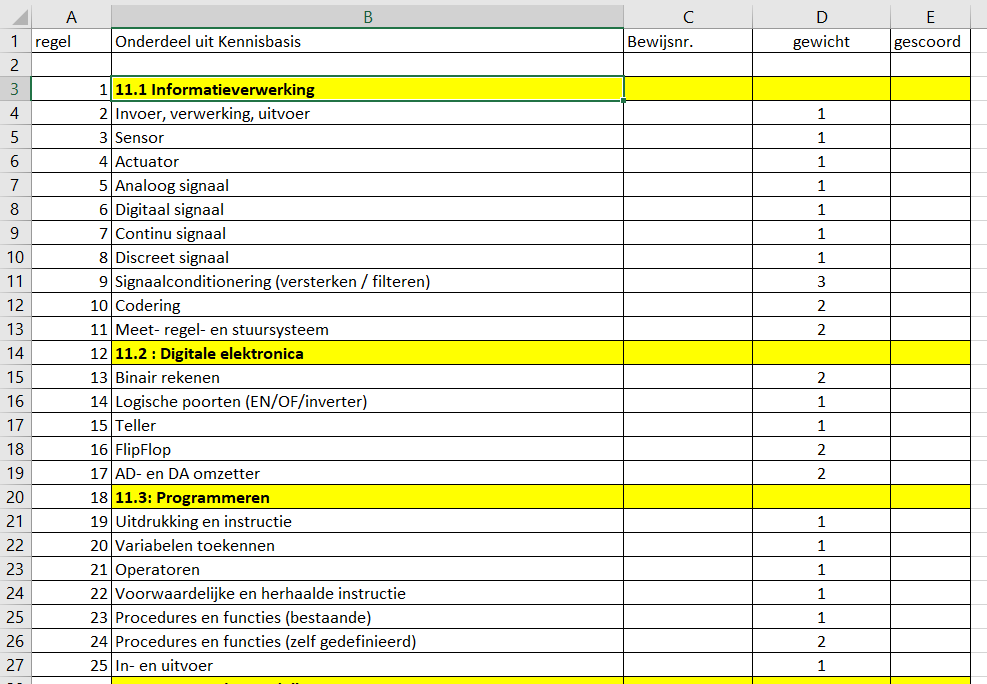 A B C D E
1 regel Onderdeel uit Kennisbasis Bewijsnr. gewicht gescoord
2
3 1 11.1 Informatieverwerking
4 2 Invoer, verwerking, uitvoer 1
5 3 Sensor 1
6 4 Actuator 1
7 5 Analoog signaal 1
8 6 Digitaal signaal 1
9 7 Continu signaal 1
10 8 Discreet signaal 1
11 9 Signaalconditionering (versterken / filteren) 3
12 10 Codering 2
13 11 Meet- regel- en stuursysteem 2
14 12 11.2 : Digitale elektronica
15 13 Binair rekenen 2
16 14 Logische poorten (EN/OF/inverter) 1
17 15 Teller 1
18 16 FlipFlop 2
19 17 AD- en DA omzetter 2
20 18 11.3: Programmeren
21 19 Uitdrukking en instructie 1
22 20 Variabelen toekennen 1
23 21 Operatoren 1
24 22 Voorwaardelijke en herhaalde instructie 1
25 23 Procedures en functies (bestaande) 1
26 24 Procedures en functies (zelf gedefinieerd) 2
27 25 In- en uitvoer 1